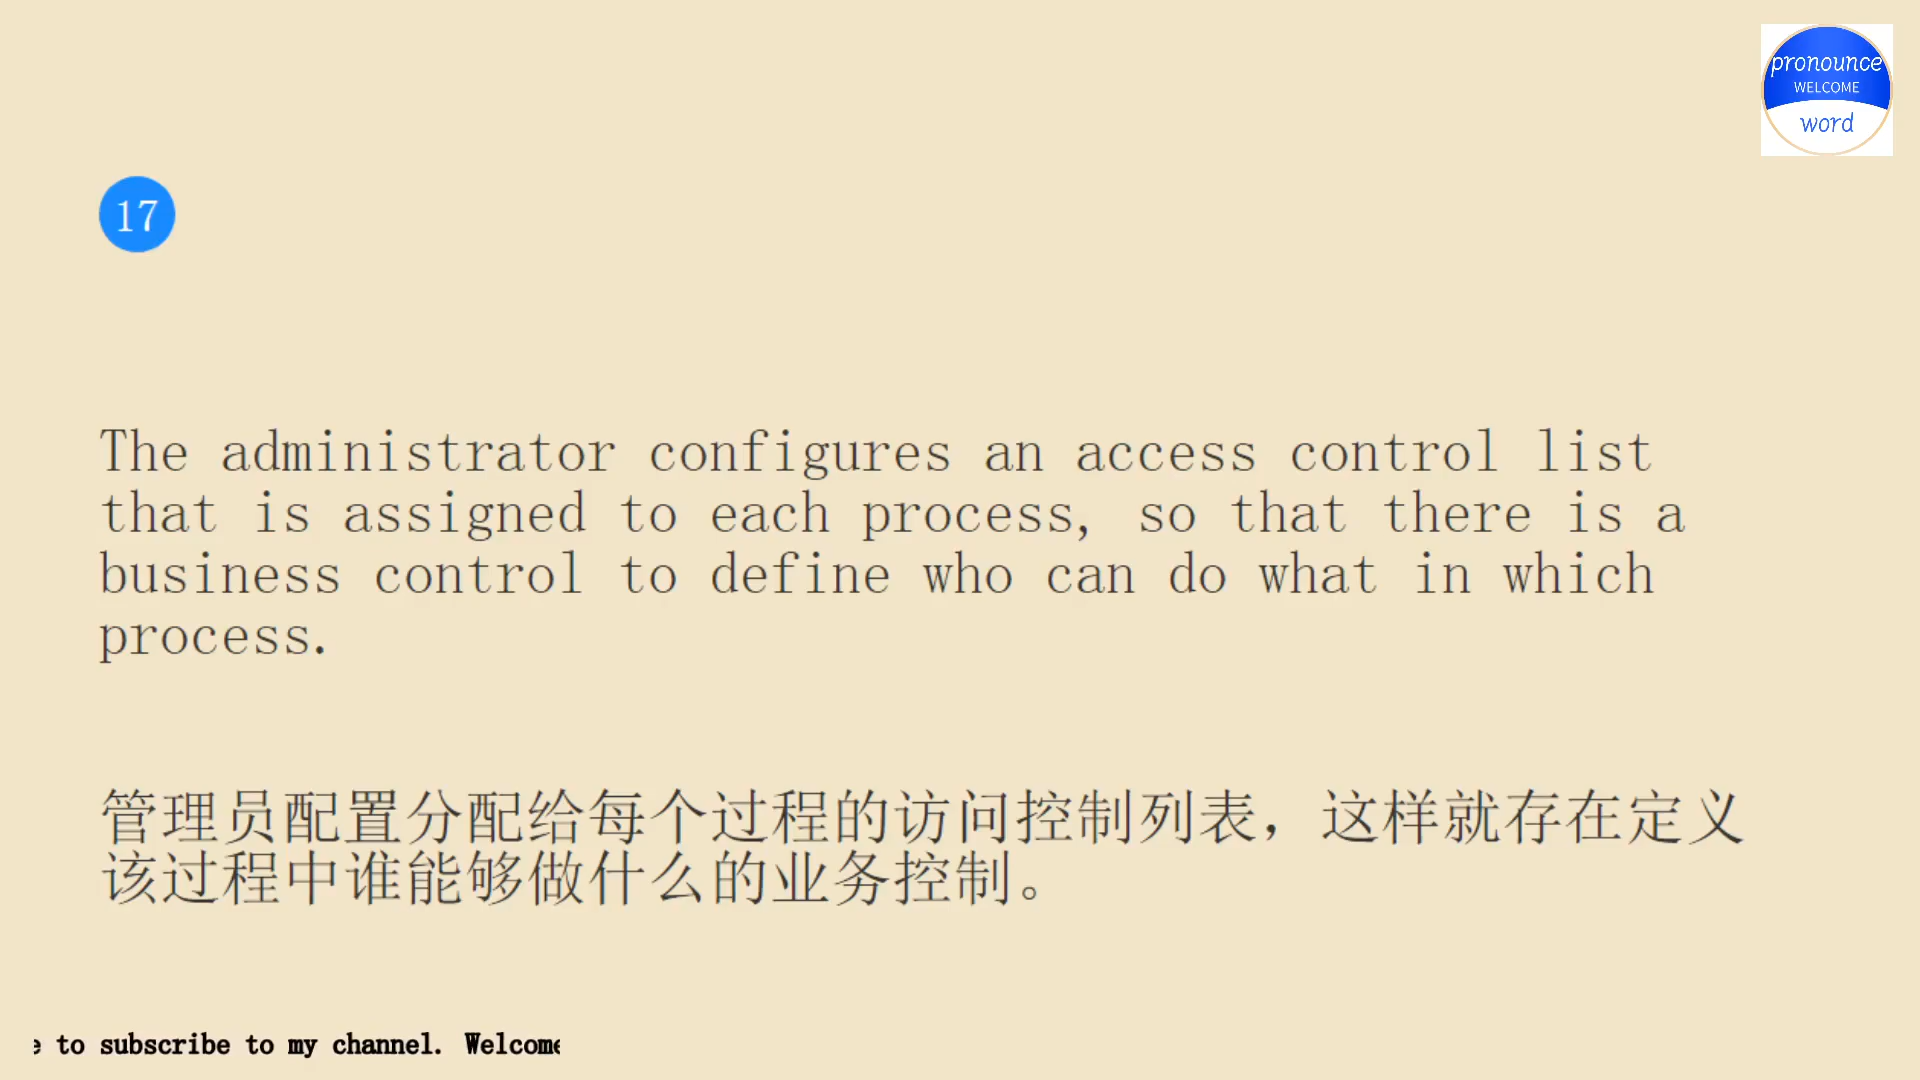 pronounce
WELCOME
word
17
The administrator configures an access control list
that is assigned to each process, so that there is a
business control to define who can do what in which
process.
管理员配置分配给每个过程的访问控制列表，这样就存在定义
该过程中谁能够做什么的业务控制。
e to subscribe to my channel. Welcome